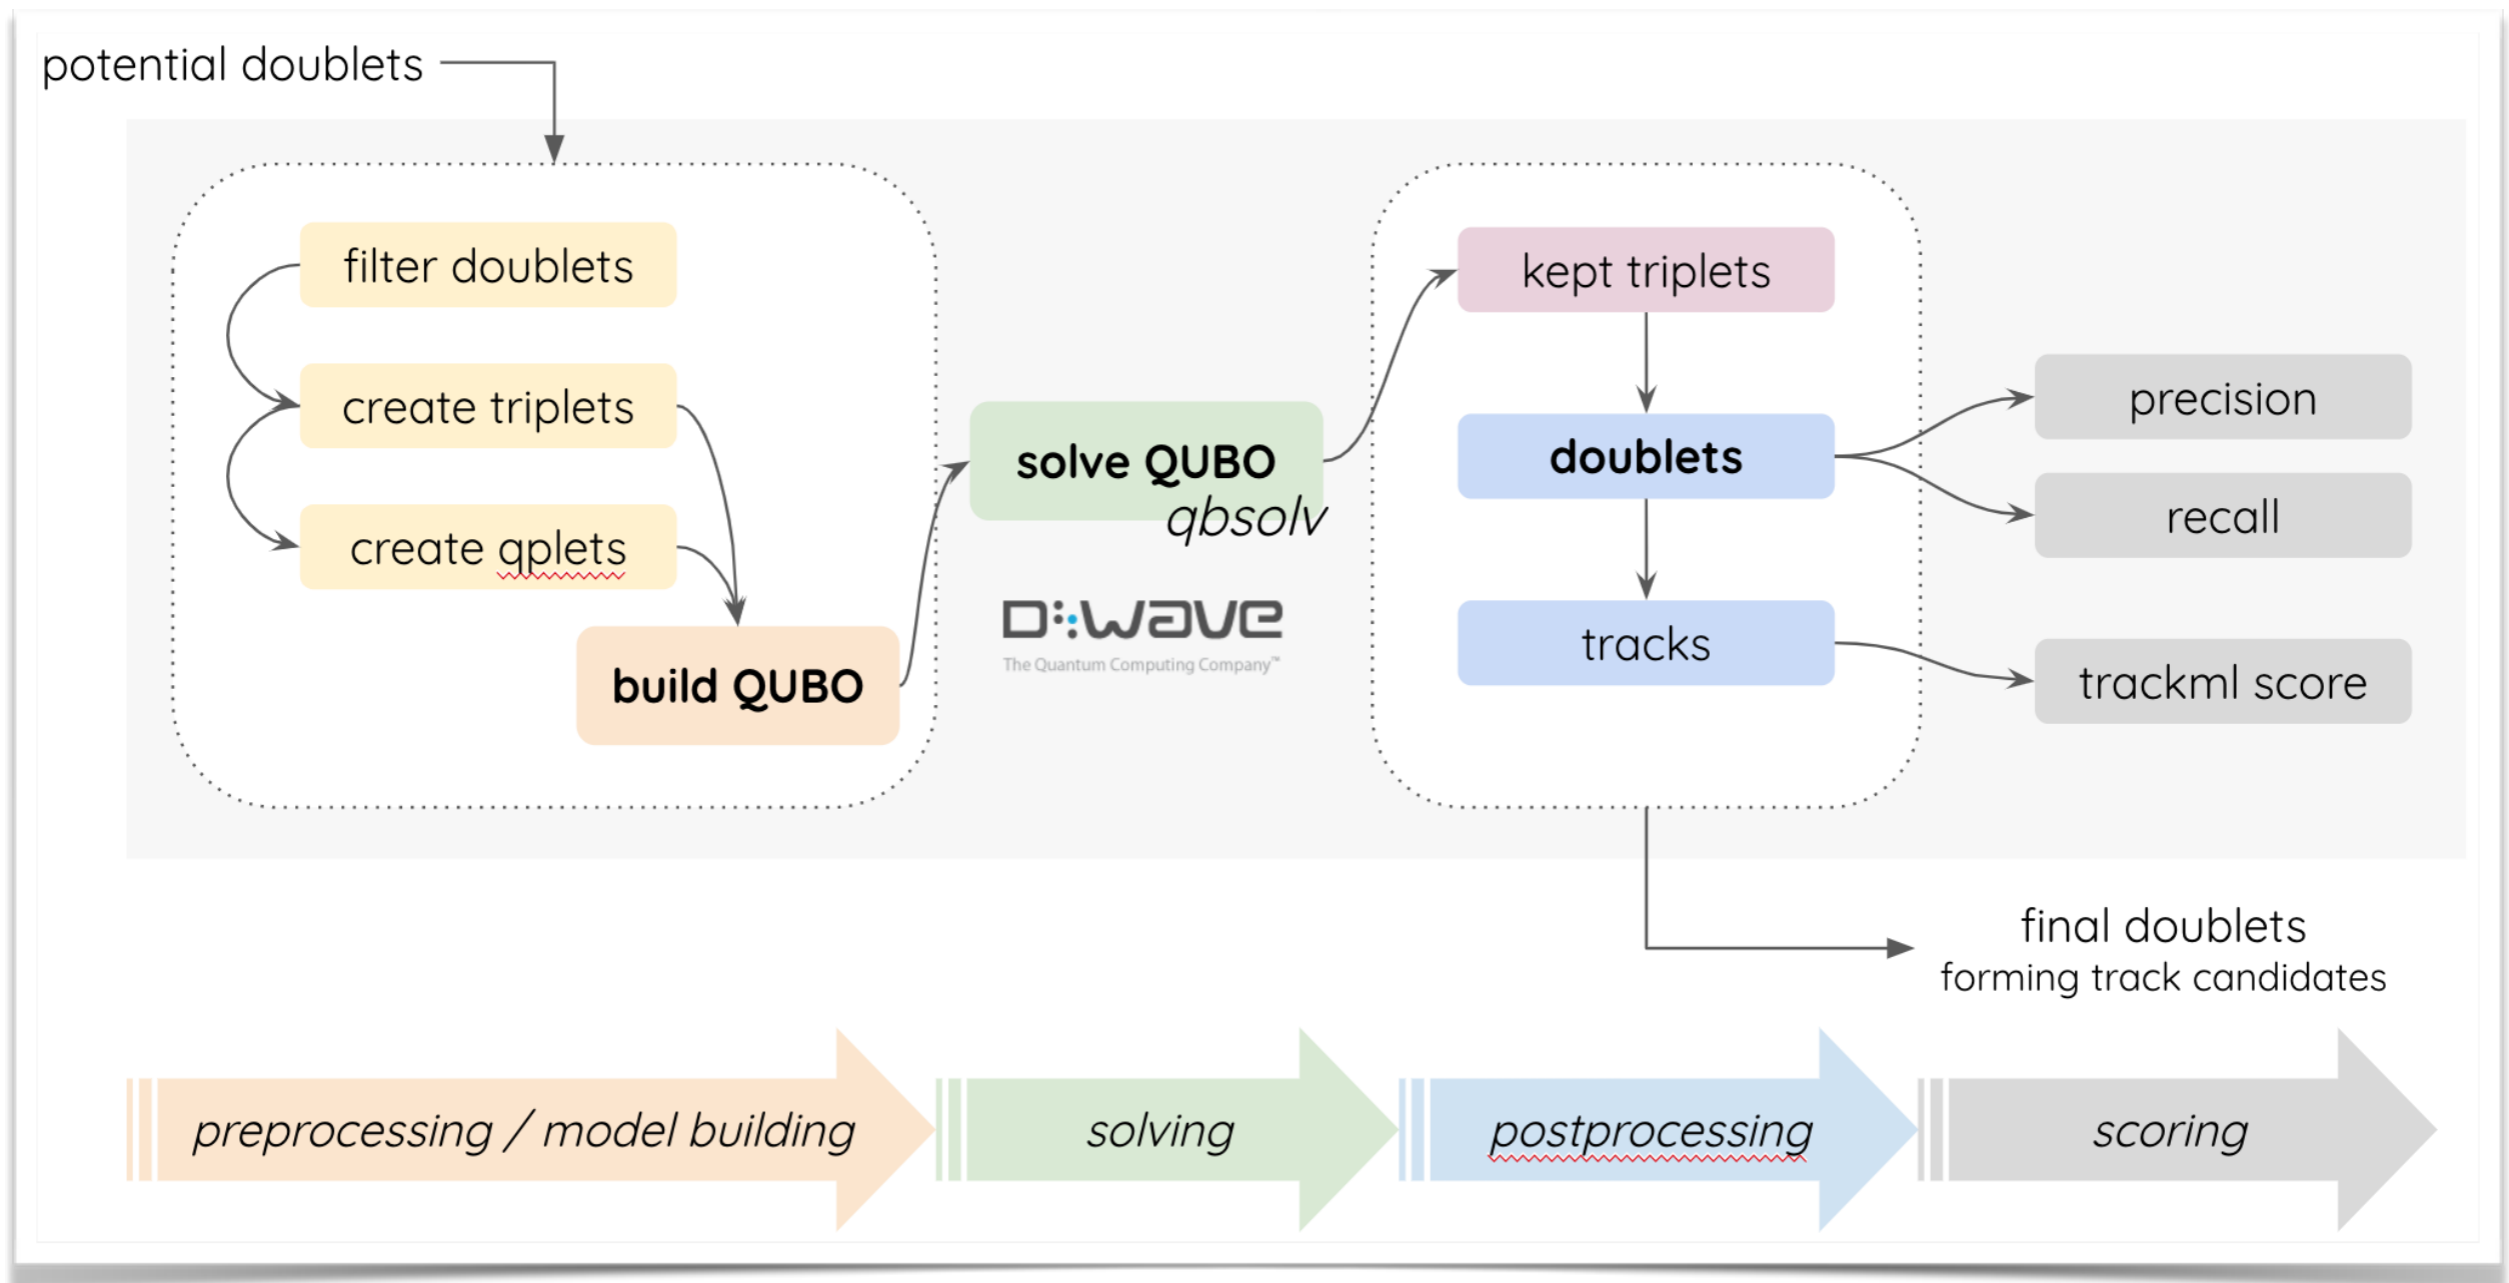 potential doublets
filter doublets
create triplets
create qplets
build QUBO
solve QUBO
qbsolv
D:wave
The Quantum Computing Company™
kept triplets
doublets
tracks
precision
recall
trackml score
final doublets
forming track candidates
preprocessing / model building
solving
postprocessing
scoring